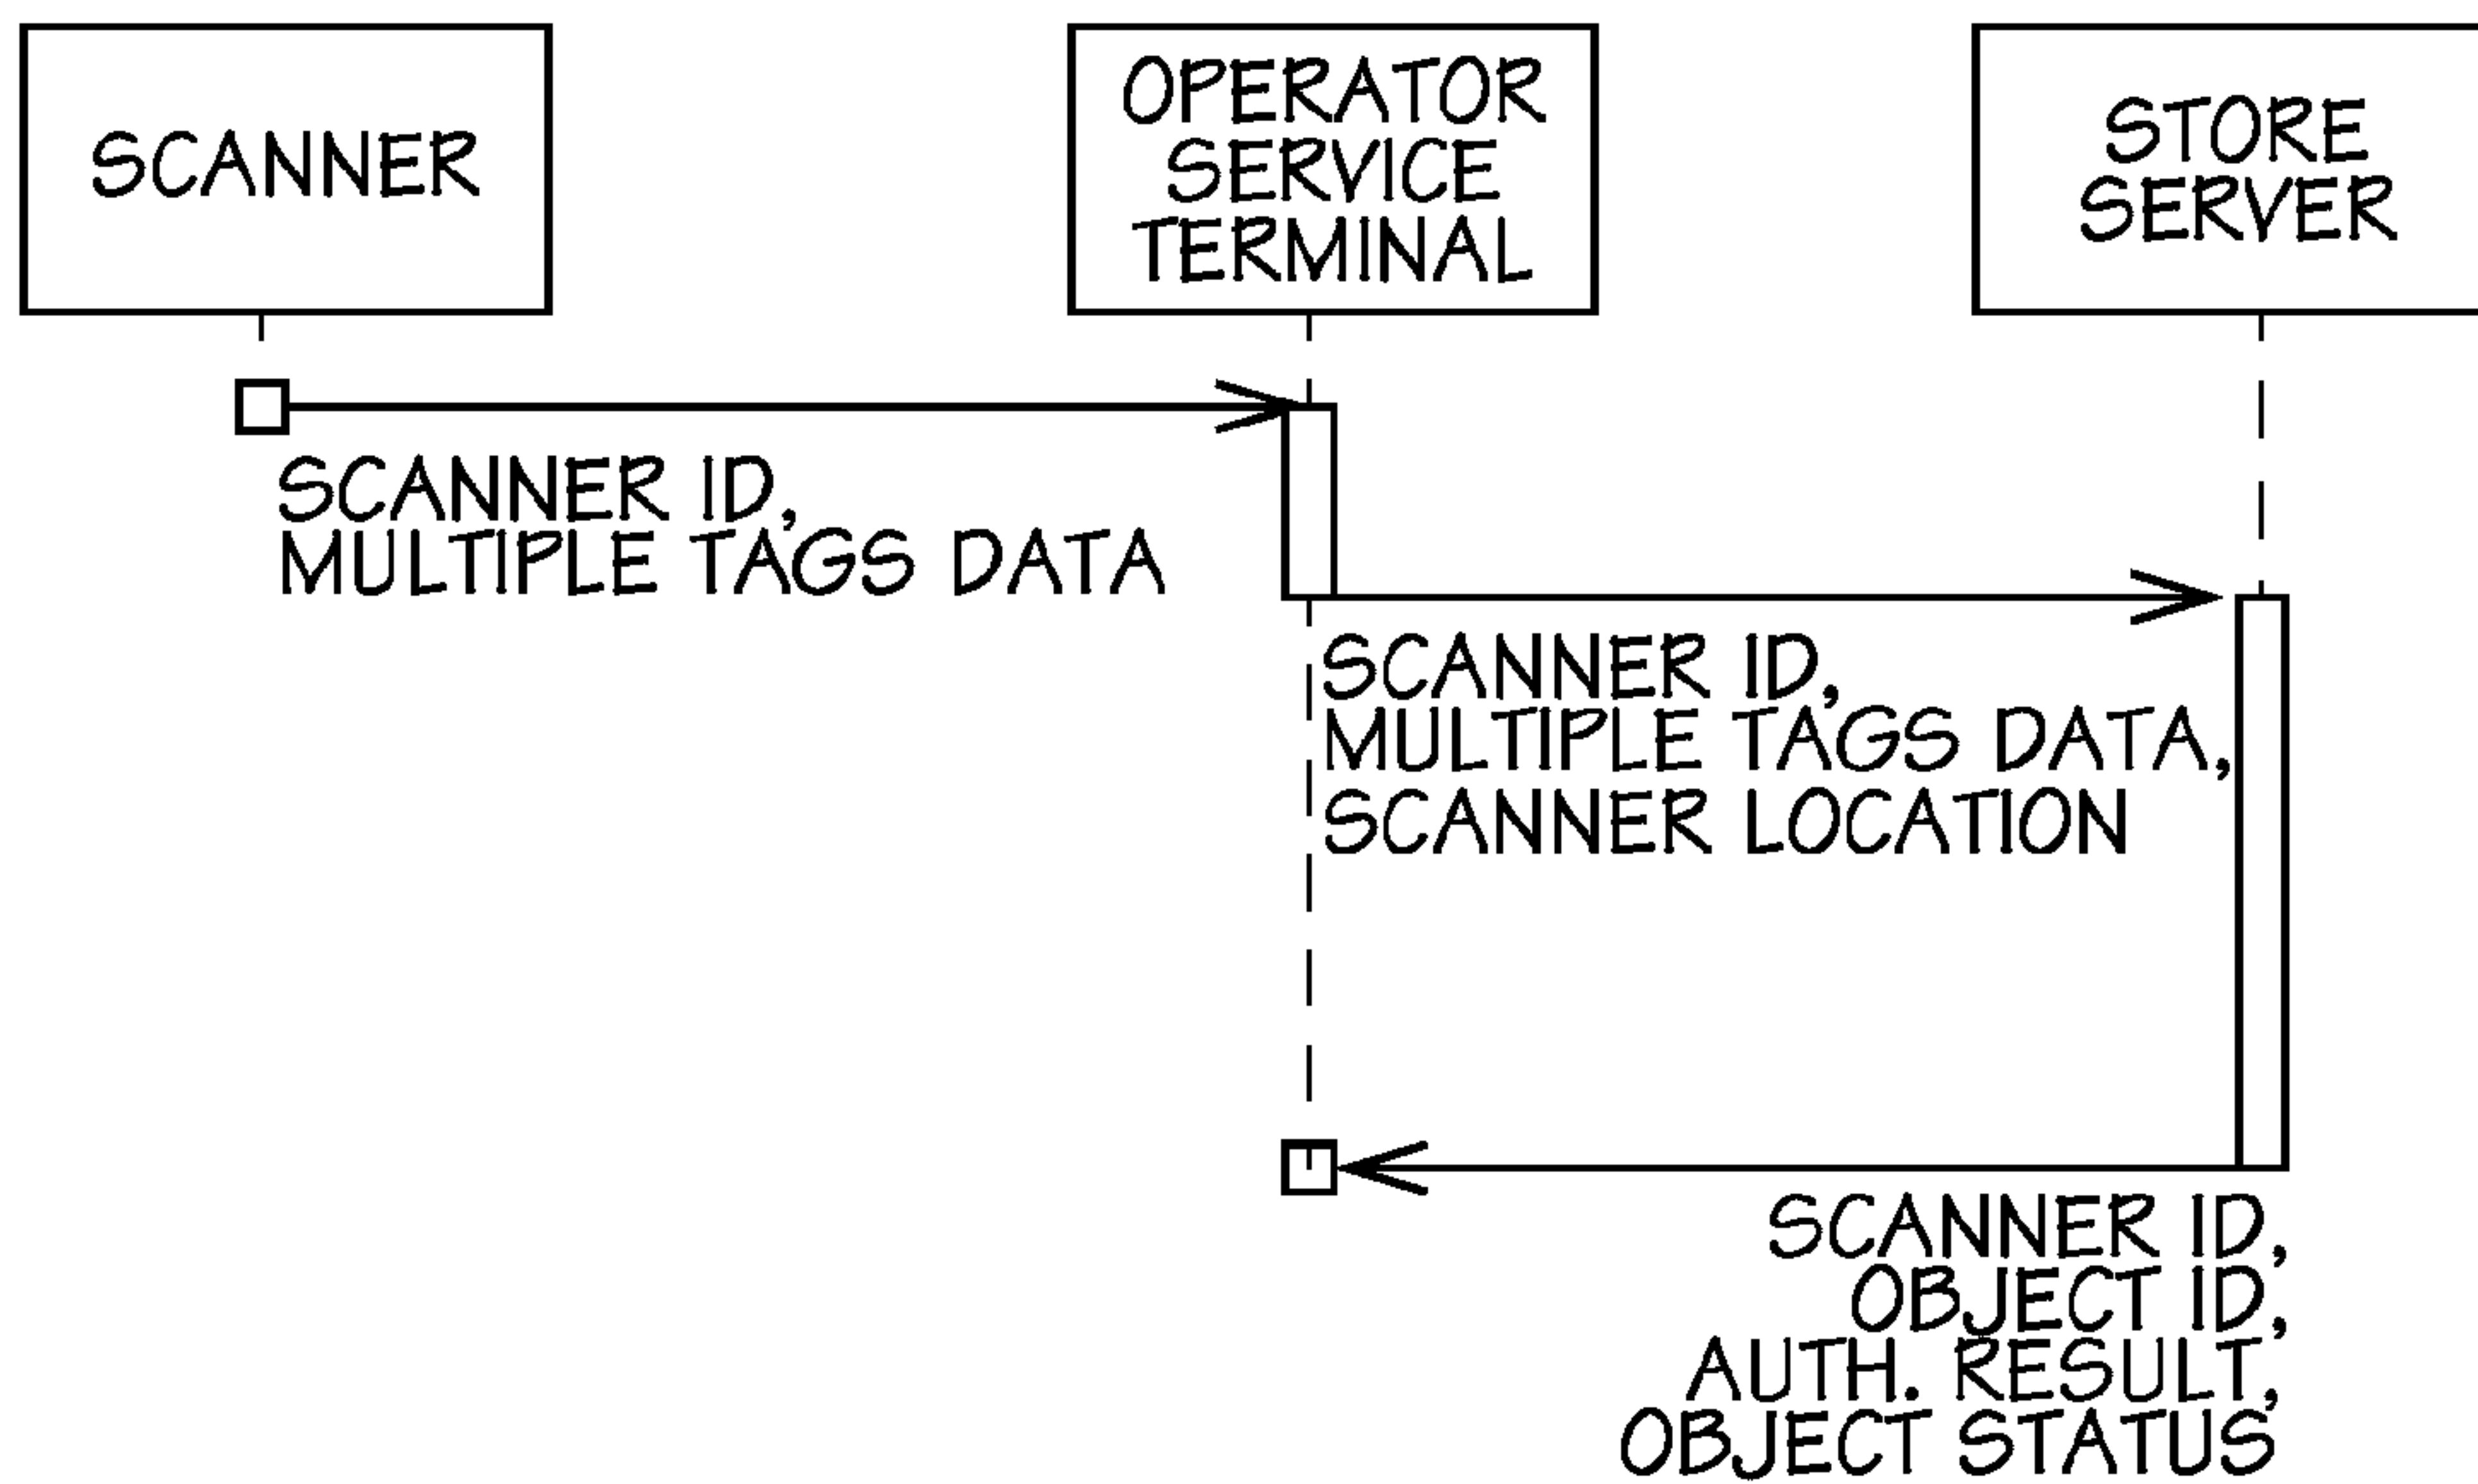 SCANNER
OPERATOR
SERVICE
TERMINAL
STORE
SERVER
SCANNER ID,
MULTIPLE TAGS DATA
SCANNER ID,
MULTIPLE TAGS DATA,
SCANNER LOCATION
SCANNER ID,
OBJECT ID,
AUTH. RESULT,
OBJECT STATUS